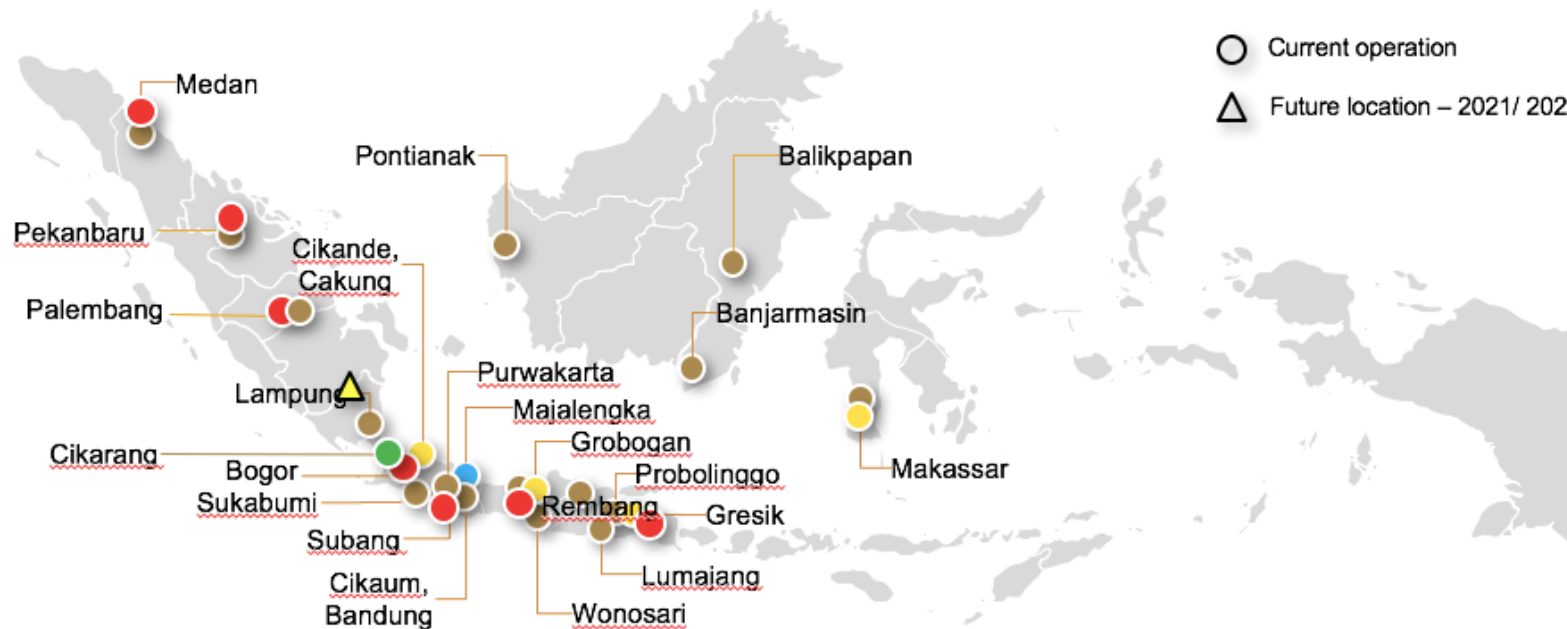 Current operation
Medan
Future location – 2021/ 202
Pontianak
Balikpapan
Pekanbaru
Cikande,
Cakung
Palembang
Banjarmasin
Purwakarta
Lampung
Majalengka
Grobogan
Cikarang
Bogor
Probolinggo
Makassar
Sukabumi
Rembang
Gresik
Subang
Lumajang
Cikaum,
Bandung
Wonosari